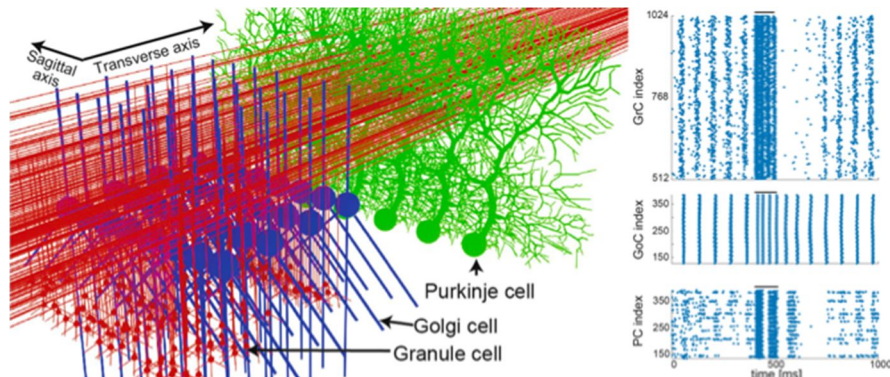 Sagittal
axis
Transverse axis
Purkinje cell
Golgi cell
Granule cell
1024
GrC index
768
512
350
GoC index
250
150
350
PC index
250
150
0
500
1000
time [ms]